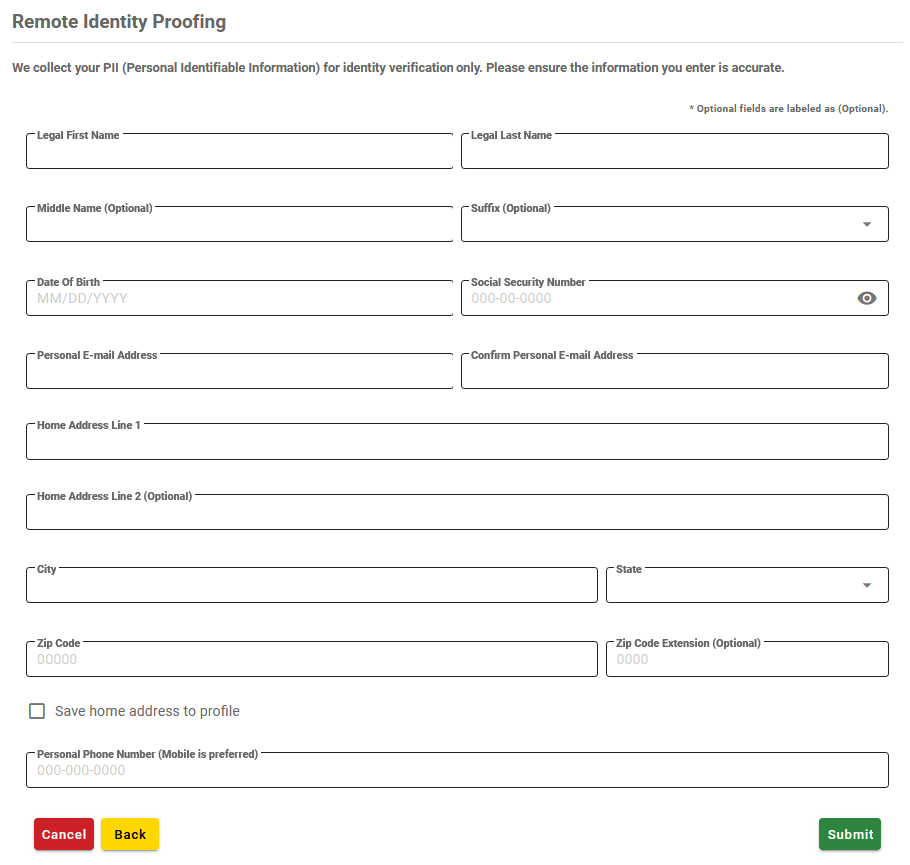 Remote Identity Proofing
We collect your PII (Personal Identifiable Information) for identity verification only. Please ensure the information you enter is accurate.
* Optional fields are labeled as (Optional).
Legal First Name
Legal Last Name
Middle Name (Optional)
Suffix (Optional)
Date Of Birth
MM/DD/YYYY
Social Security Number
000-00-0000
Personal E-mail Address
Confirm Personal E-mail Address
Home Address Line 1
Home Address Line 2 (Optional)
City
State
Zip Code
00000
Zip Code Extension (Optional)
0000
Save home address to profile
Personal Phone Number (Mobile is preferred)
000-000-0000
Cancel
Back
Submit